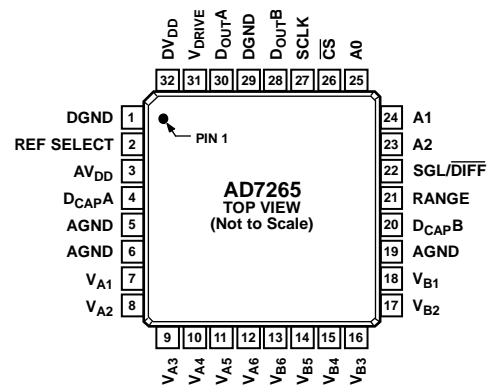 DVDD
VDRIVE
DOUTA
DGND
DOUTB
SCLK
CS
A0
32 31 30 29 28 27 26 25
DGND 1
REF SELECT 2
AVDD 3
DCAPA 4
AGND 5
AGND 6
VA1 7
VA2 8
PIN 1
AD7265
TOP VIEW
(Not to Scale)
24 A1
23 A2
22 SGL/DIFF
21 RANGE
20 DCAPB
19 AGND
18 VB1
17 VB2
9 10 11 12 13 14 15 16
VA3
VA4
VA5
VA6
VB6
VB5
VB4
VB3